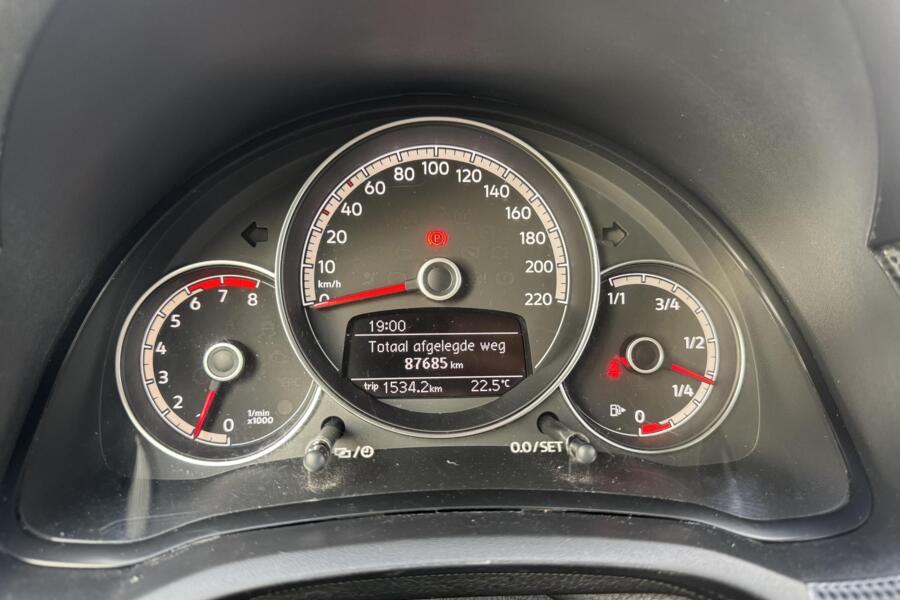 100
80 120
60 140
40 160
20 180
10 200
km/h
0 220
P
19:00
Totaal afgelegde weg
87685 km
trip 1534.2km 22.5°C
6 7 8
5
4
3
2
0
1/min
x1000
1/1 3/4
1/2
1/4
0
0.0/SET